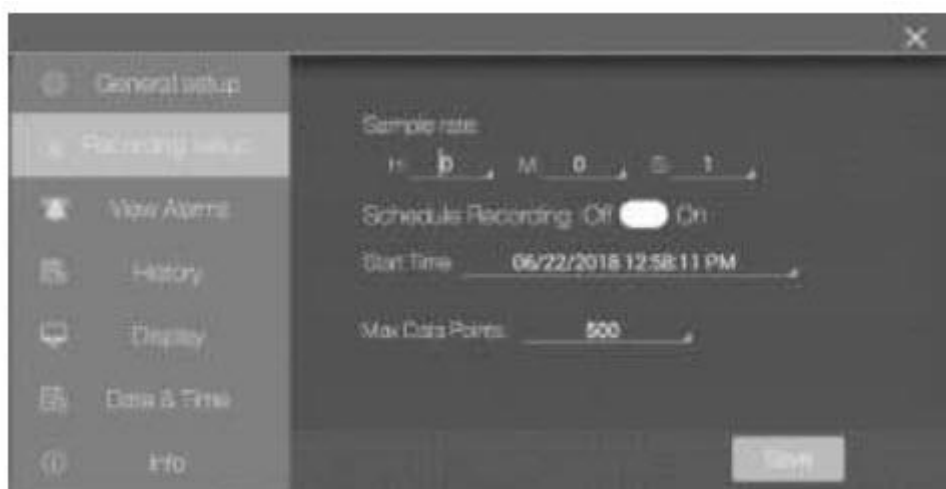 General setup
Recording setup
View Alarms
History
Display
Date & Time
Info
Sample rate:
H: 0 M: 0 S: 1
Schedule Recording: Off On
Start Time 06/22/2018 12:58:11 PM
Max Data Points: 500
Save